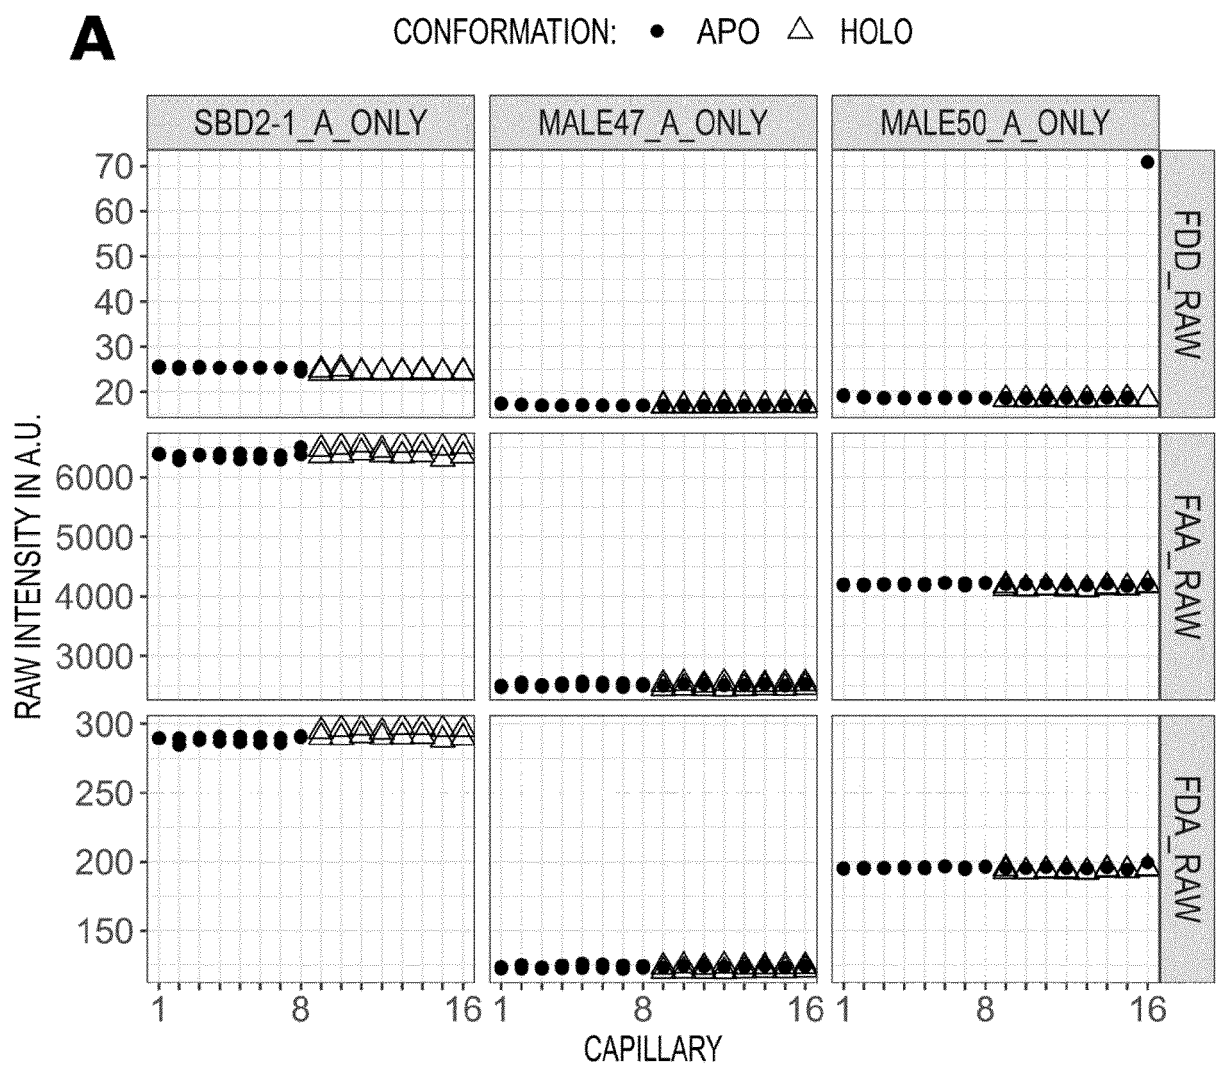 A
CONFORMATION: APO HOLO
SBD2-1_A_ONLY MALE47_A_ONLY MALE50_A_ONLY
70
60
50
40
30
20
FDD_RAW
6000
5000
4000
3000
FAA_RAW
300
250
200
150
FDA_RAW
RAW INTENSITY IN A.U.
1 8 16 1 8 16 1 8 16
CAPILLARY